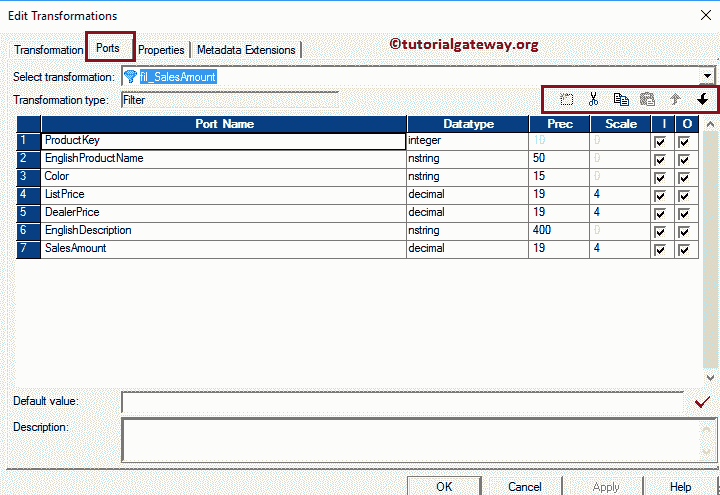 Edit Transformations
Transformation Ports Properties Metadata Extensions ©tutorialgateway.org
Select transfomation: fil_SalesAmount
Transformation type: Filter
Port Name Datatype Prec Scale I O
1 ProductKey integer 10 0
2 EnglishProductName nstring 50 0
3 Color nstring 15 0
4 ListPrice decimal 19 4
5 DealerPrice decimal 19 4
6 EnglishDescription nstring 400 0
7 SalesAmount decimal 19 4
Default value:
Description:
OK Cancel Apply Help